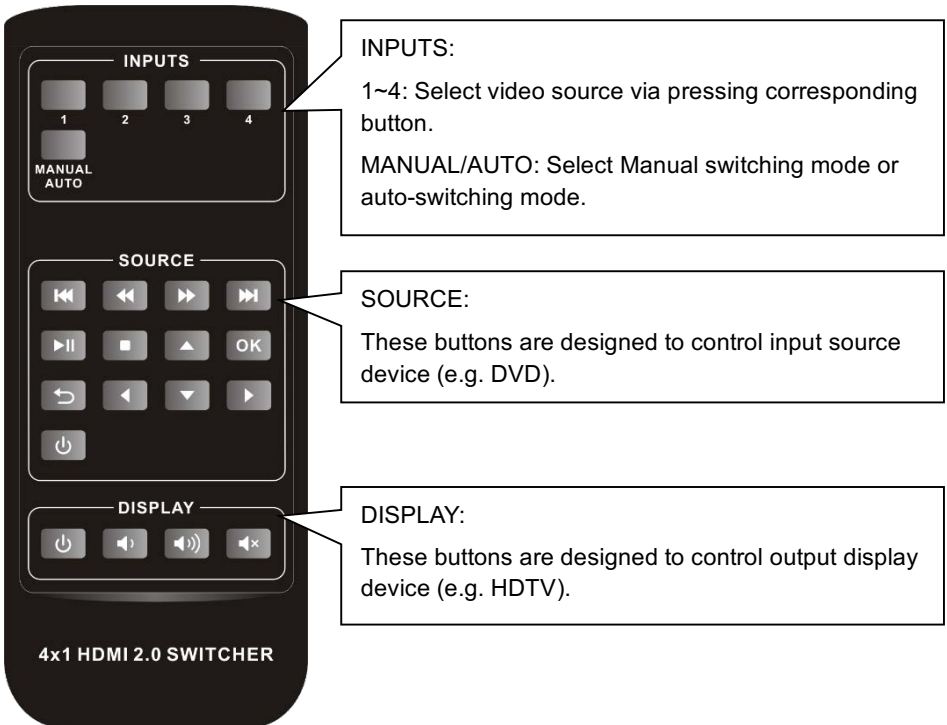 INPUTS
1 2 3 4
MANUAL
AUTO
SOURCE
OK
DISPLAY
4x1 HDMI 2.0 SWITCHER
INPUTS:
1~4: Select video source via pressing corresponding
button.
MANUAL/AUTO: Select Manual switching mode or
auto-switching mode.
SOURCE:
These buttons are designed to control input source
device (e.g. DVD).
DISPLAY:
These buttons are designed to control output display
device (e.g. HDTV).